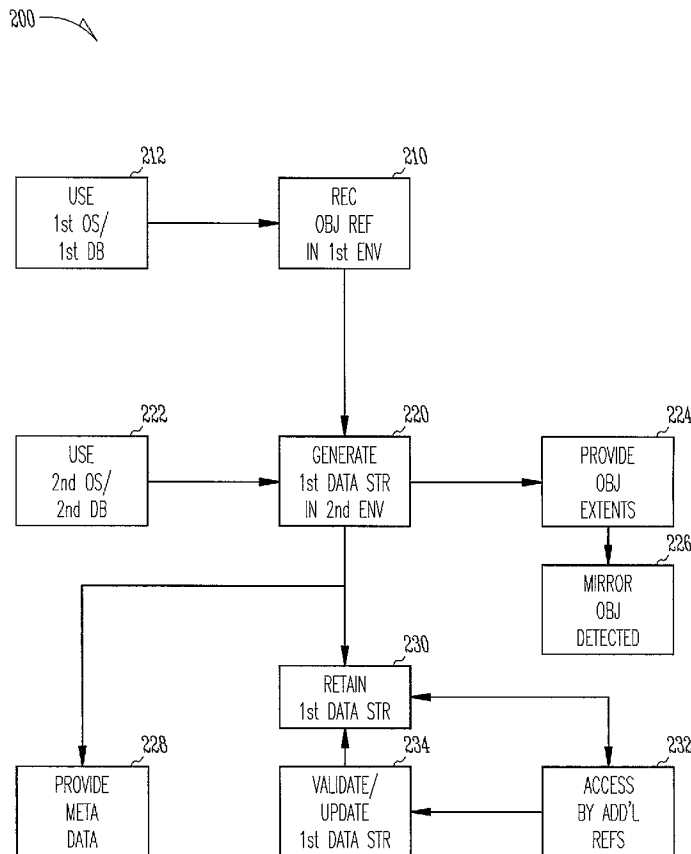 200
212
USE
1st OS/
1st DB
210
REC
OBJ REF
IN 1st ENV
222
USE
2nd OS/
2nd DB
220
GENERATE
1st DATA STR
IN 2nd ENV
224
PROVIDE
OBJ
EXTENTS
226
MIRROR
OBJ
DETECTED
230
RETAIN
1st DATA STR
228
PROVIDE
META
DATA
234
VALIDATE/
UPDATE
1st DATA STR
232
ACCESS
BY ADD'L
REFS